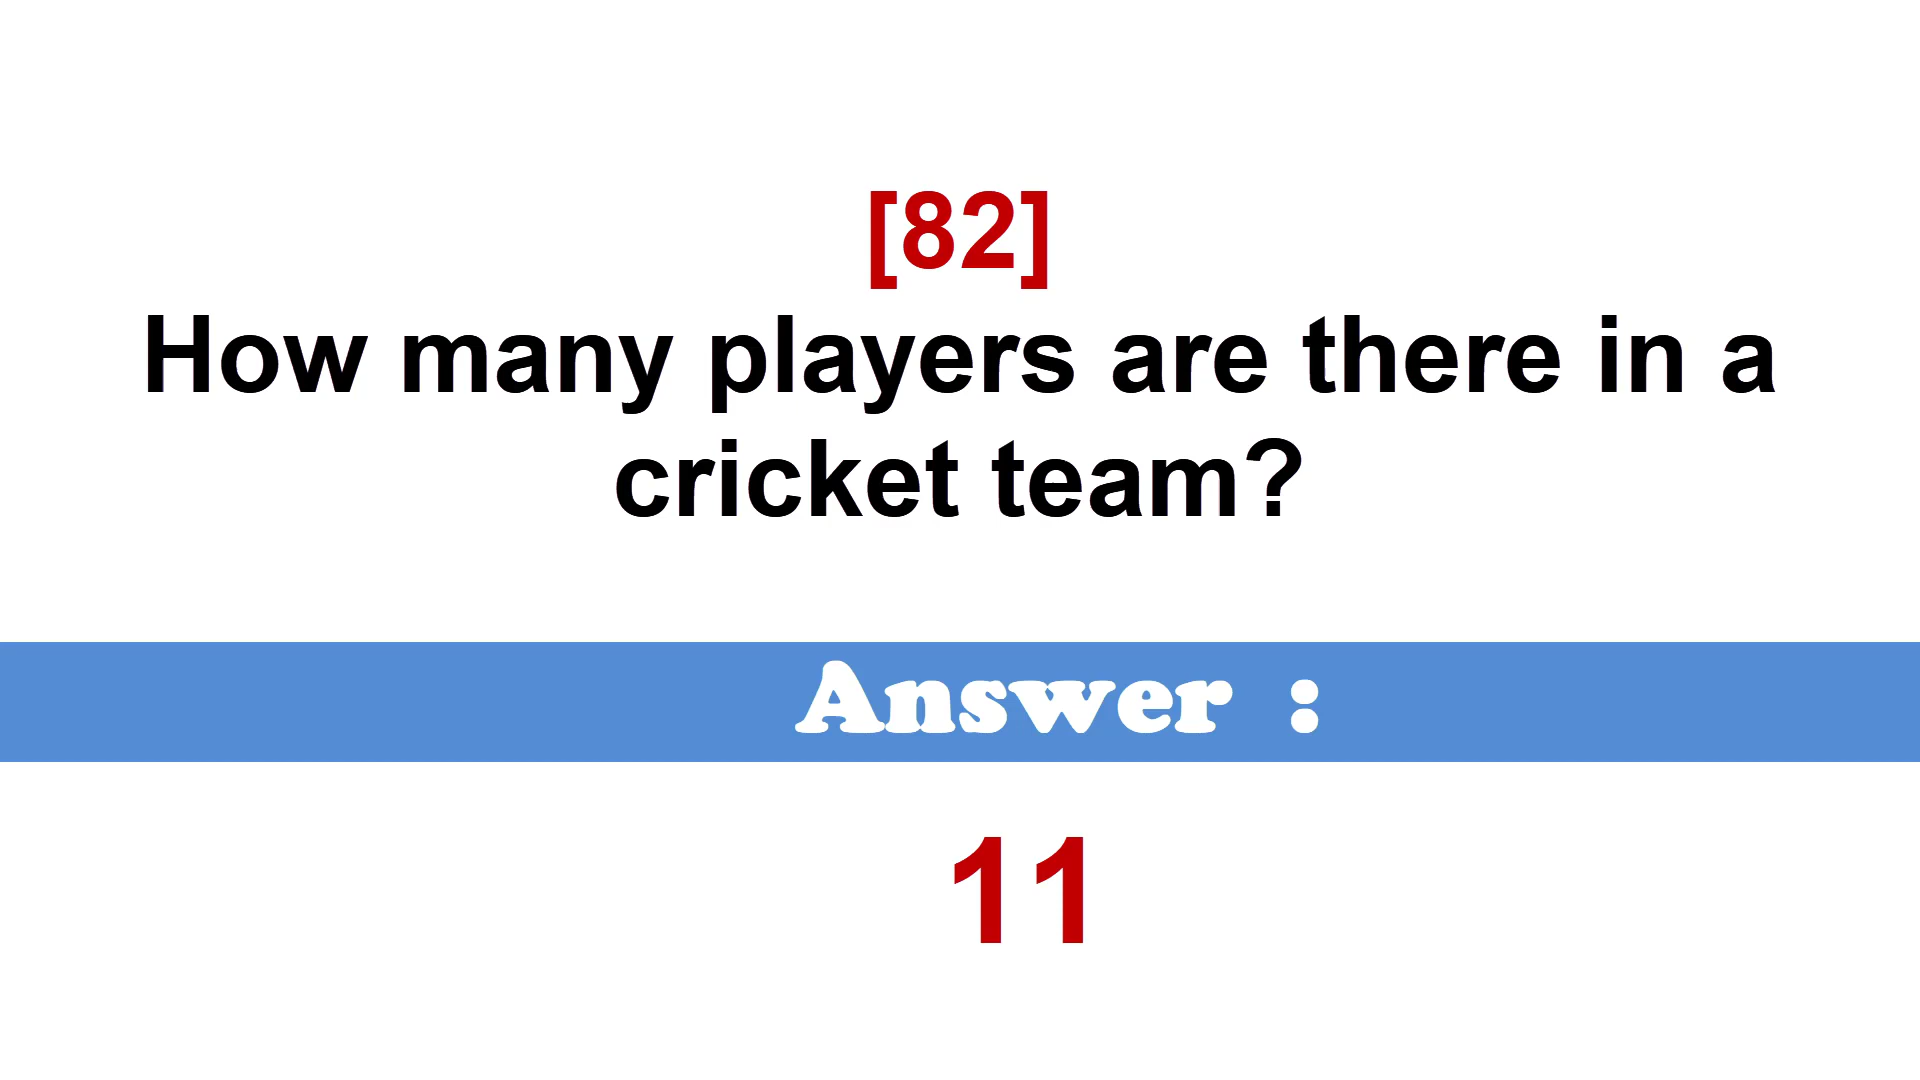 [82]
How many players are there in a
cricket team?
Answer :
11